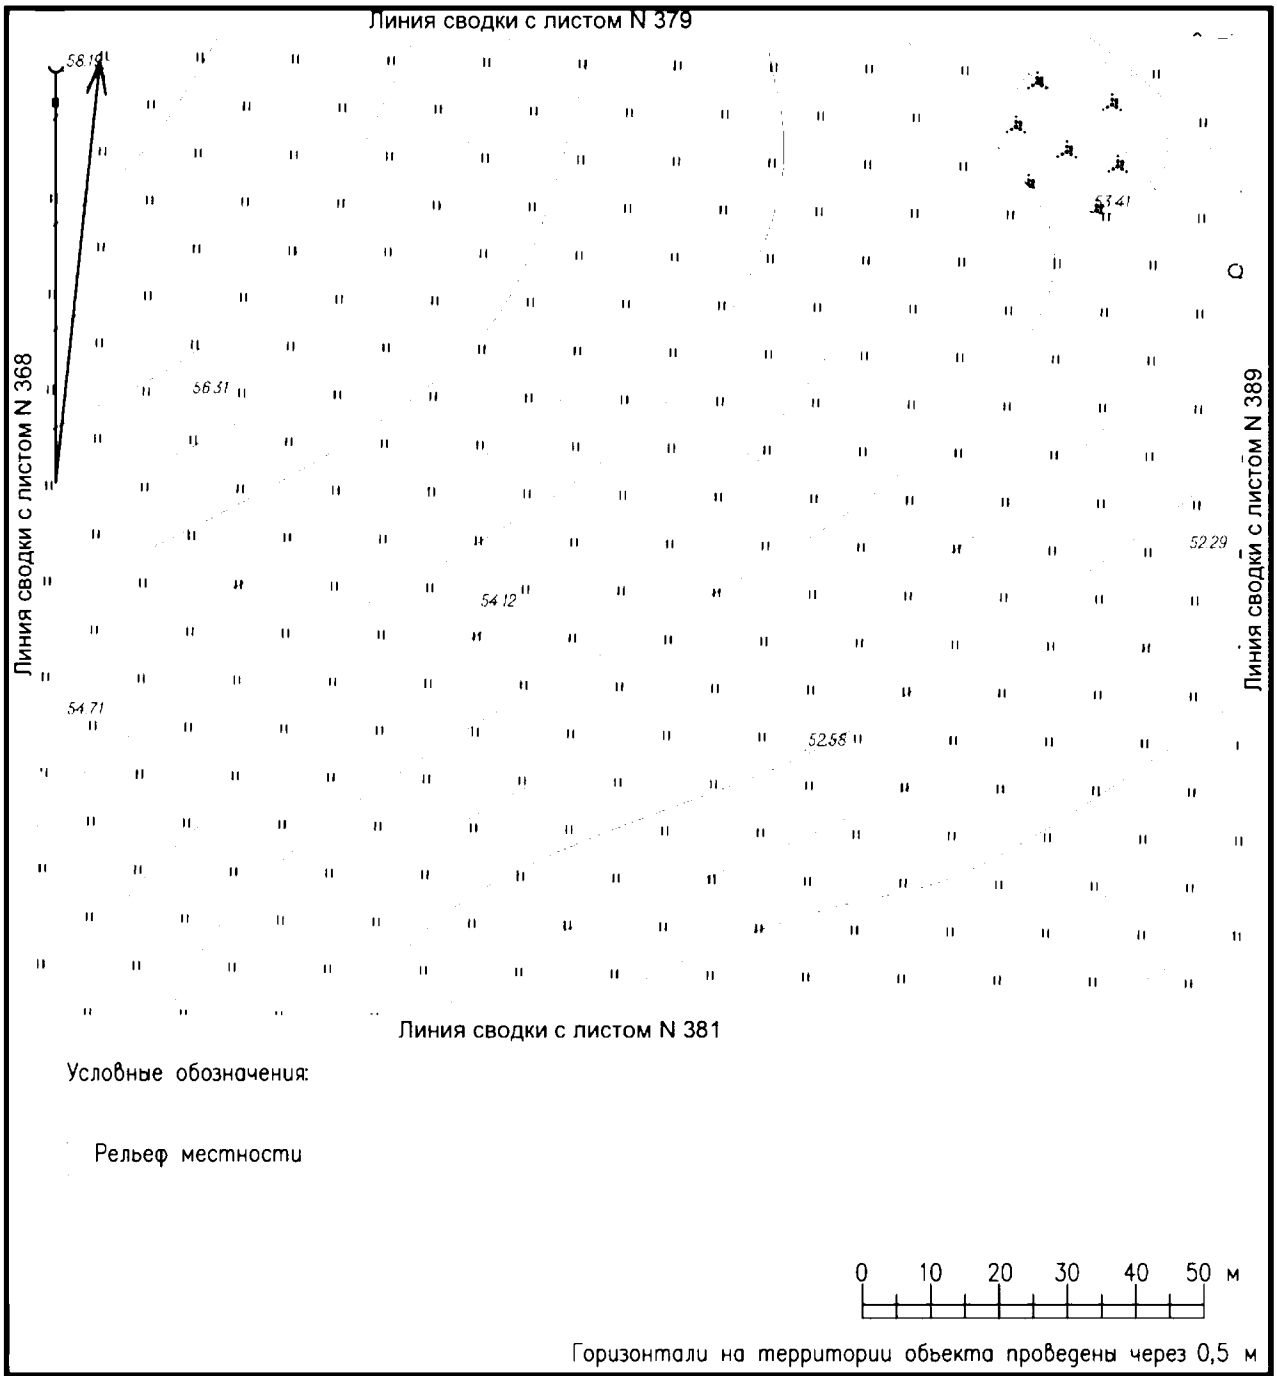 Линия сводки с листом N 379
58.19
53.41
Линия сводки с листом N 368
56.31
Линия сводки с листом N 389
52.29
54.12
54.71
52.58
Линия сводки с листом N 381
Условные обозначения:
Рельеф местности
0 10 20 30 40 50 м
Горизонтали на территории объекта проведены через 0,5 м